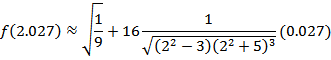 f(2.027) ≈ √(1/9) + 16 1/√((2² − 3)(2² + 5)³) (0.027)